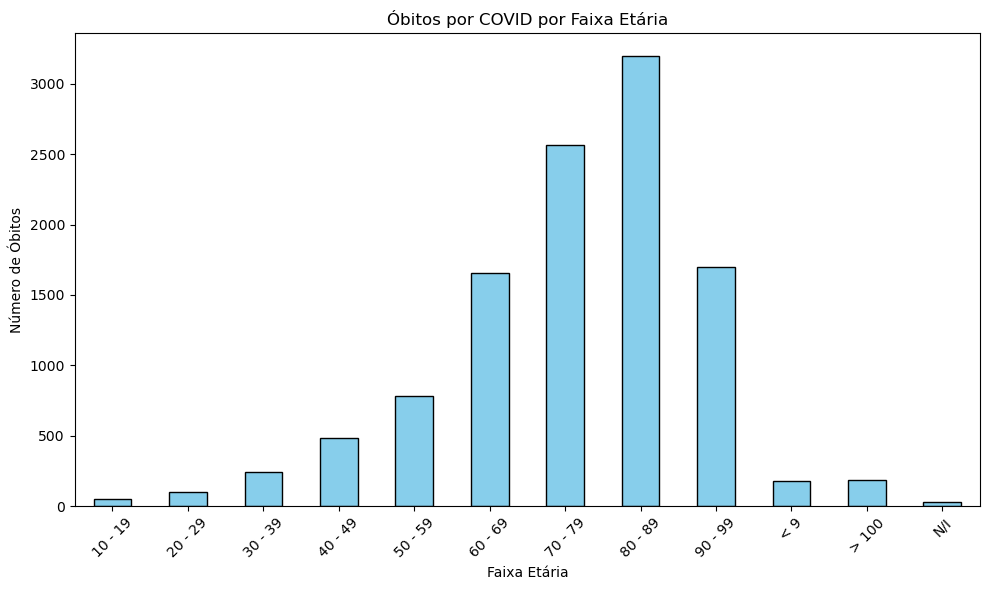 Óbitos por COVID por Faixa Etária
Número de Óbitos
3000
2500
2000
1500
1000
500
0
10 - 19
20 - 29
30 - 39
40 - 49
50 - 59
60 - 69
70 - 79
80 - 89
90 - 99
< 9
> 100
N/I
Faixa Etária